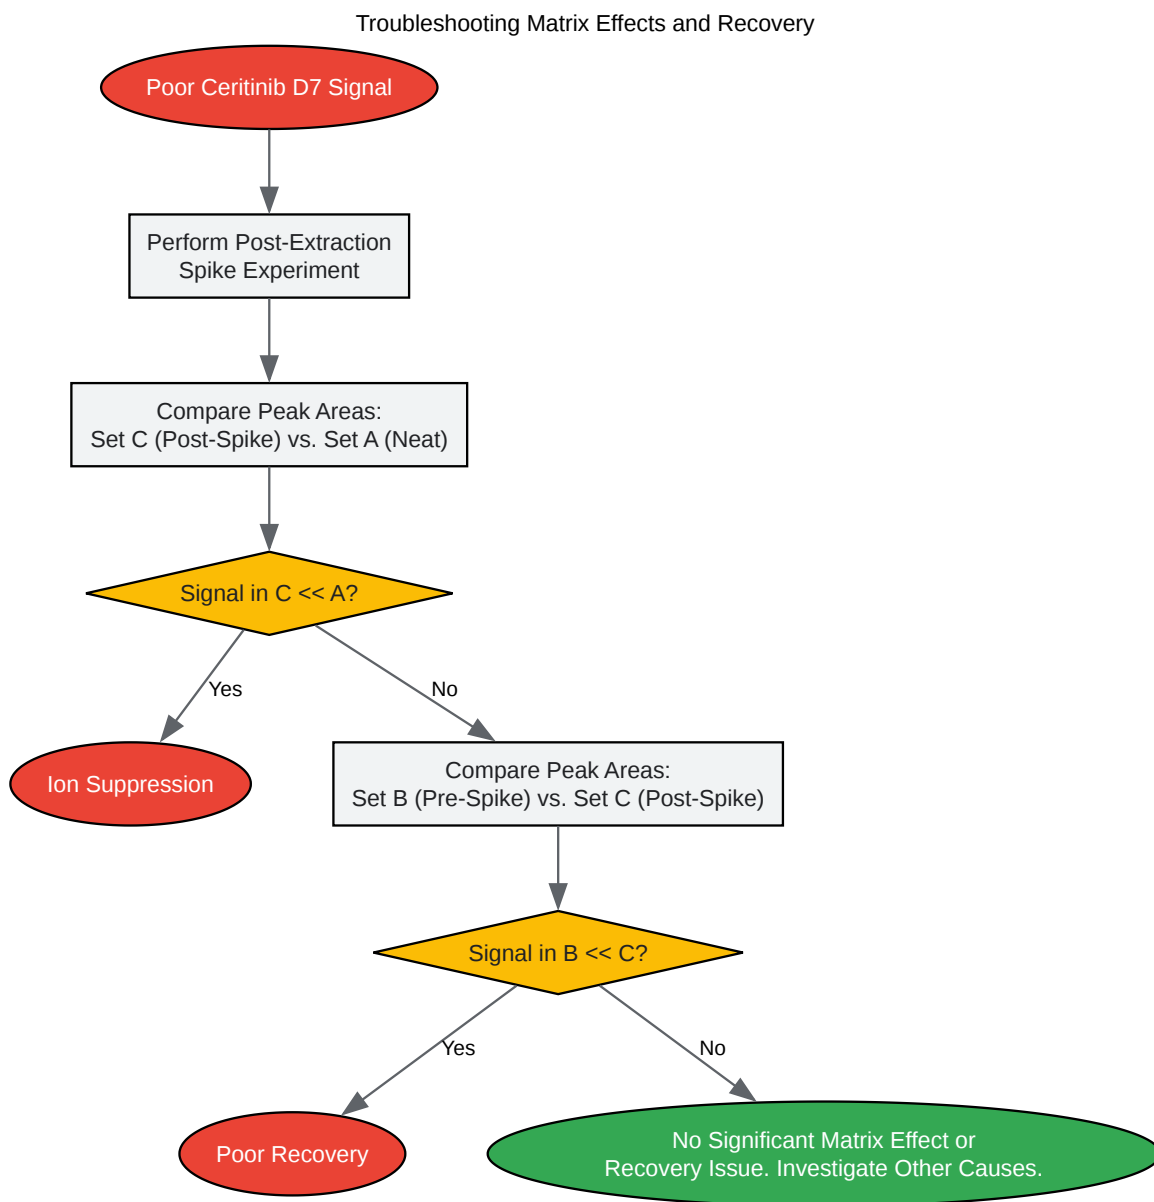 Troubleshooting Matrix Effects and Recovery
Poor Ceritinib D7 Signal
Perform Post-Extraction
Spike Experiment
Compare Peak Areas:
Set C (Post-Spike) vs. Set A (Neat)
Signal in C << A?
Yes
No
Ion Suppression
Compare Peak Areas:
Set B (Pre-Spike) vs. Set C (Post-Spike)
Signal in B << C?
Yes
No
Poor Recovery
No Significant Matrix Effect or
Recovery Issue. Investigate Other Causes.